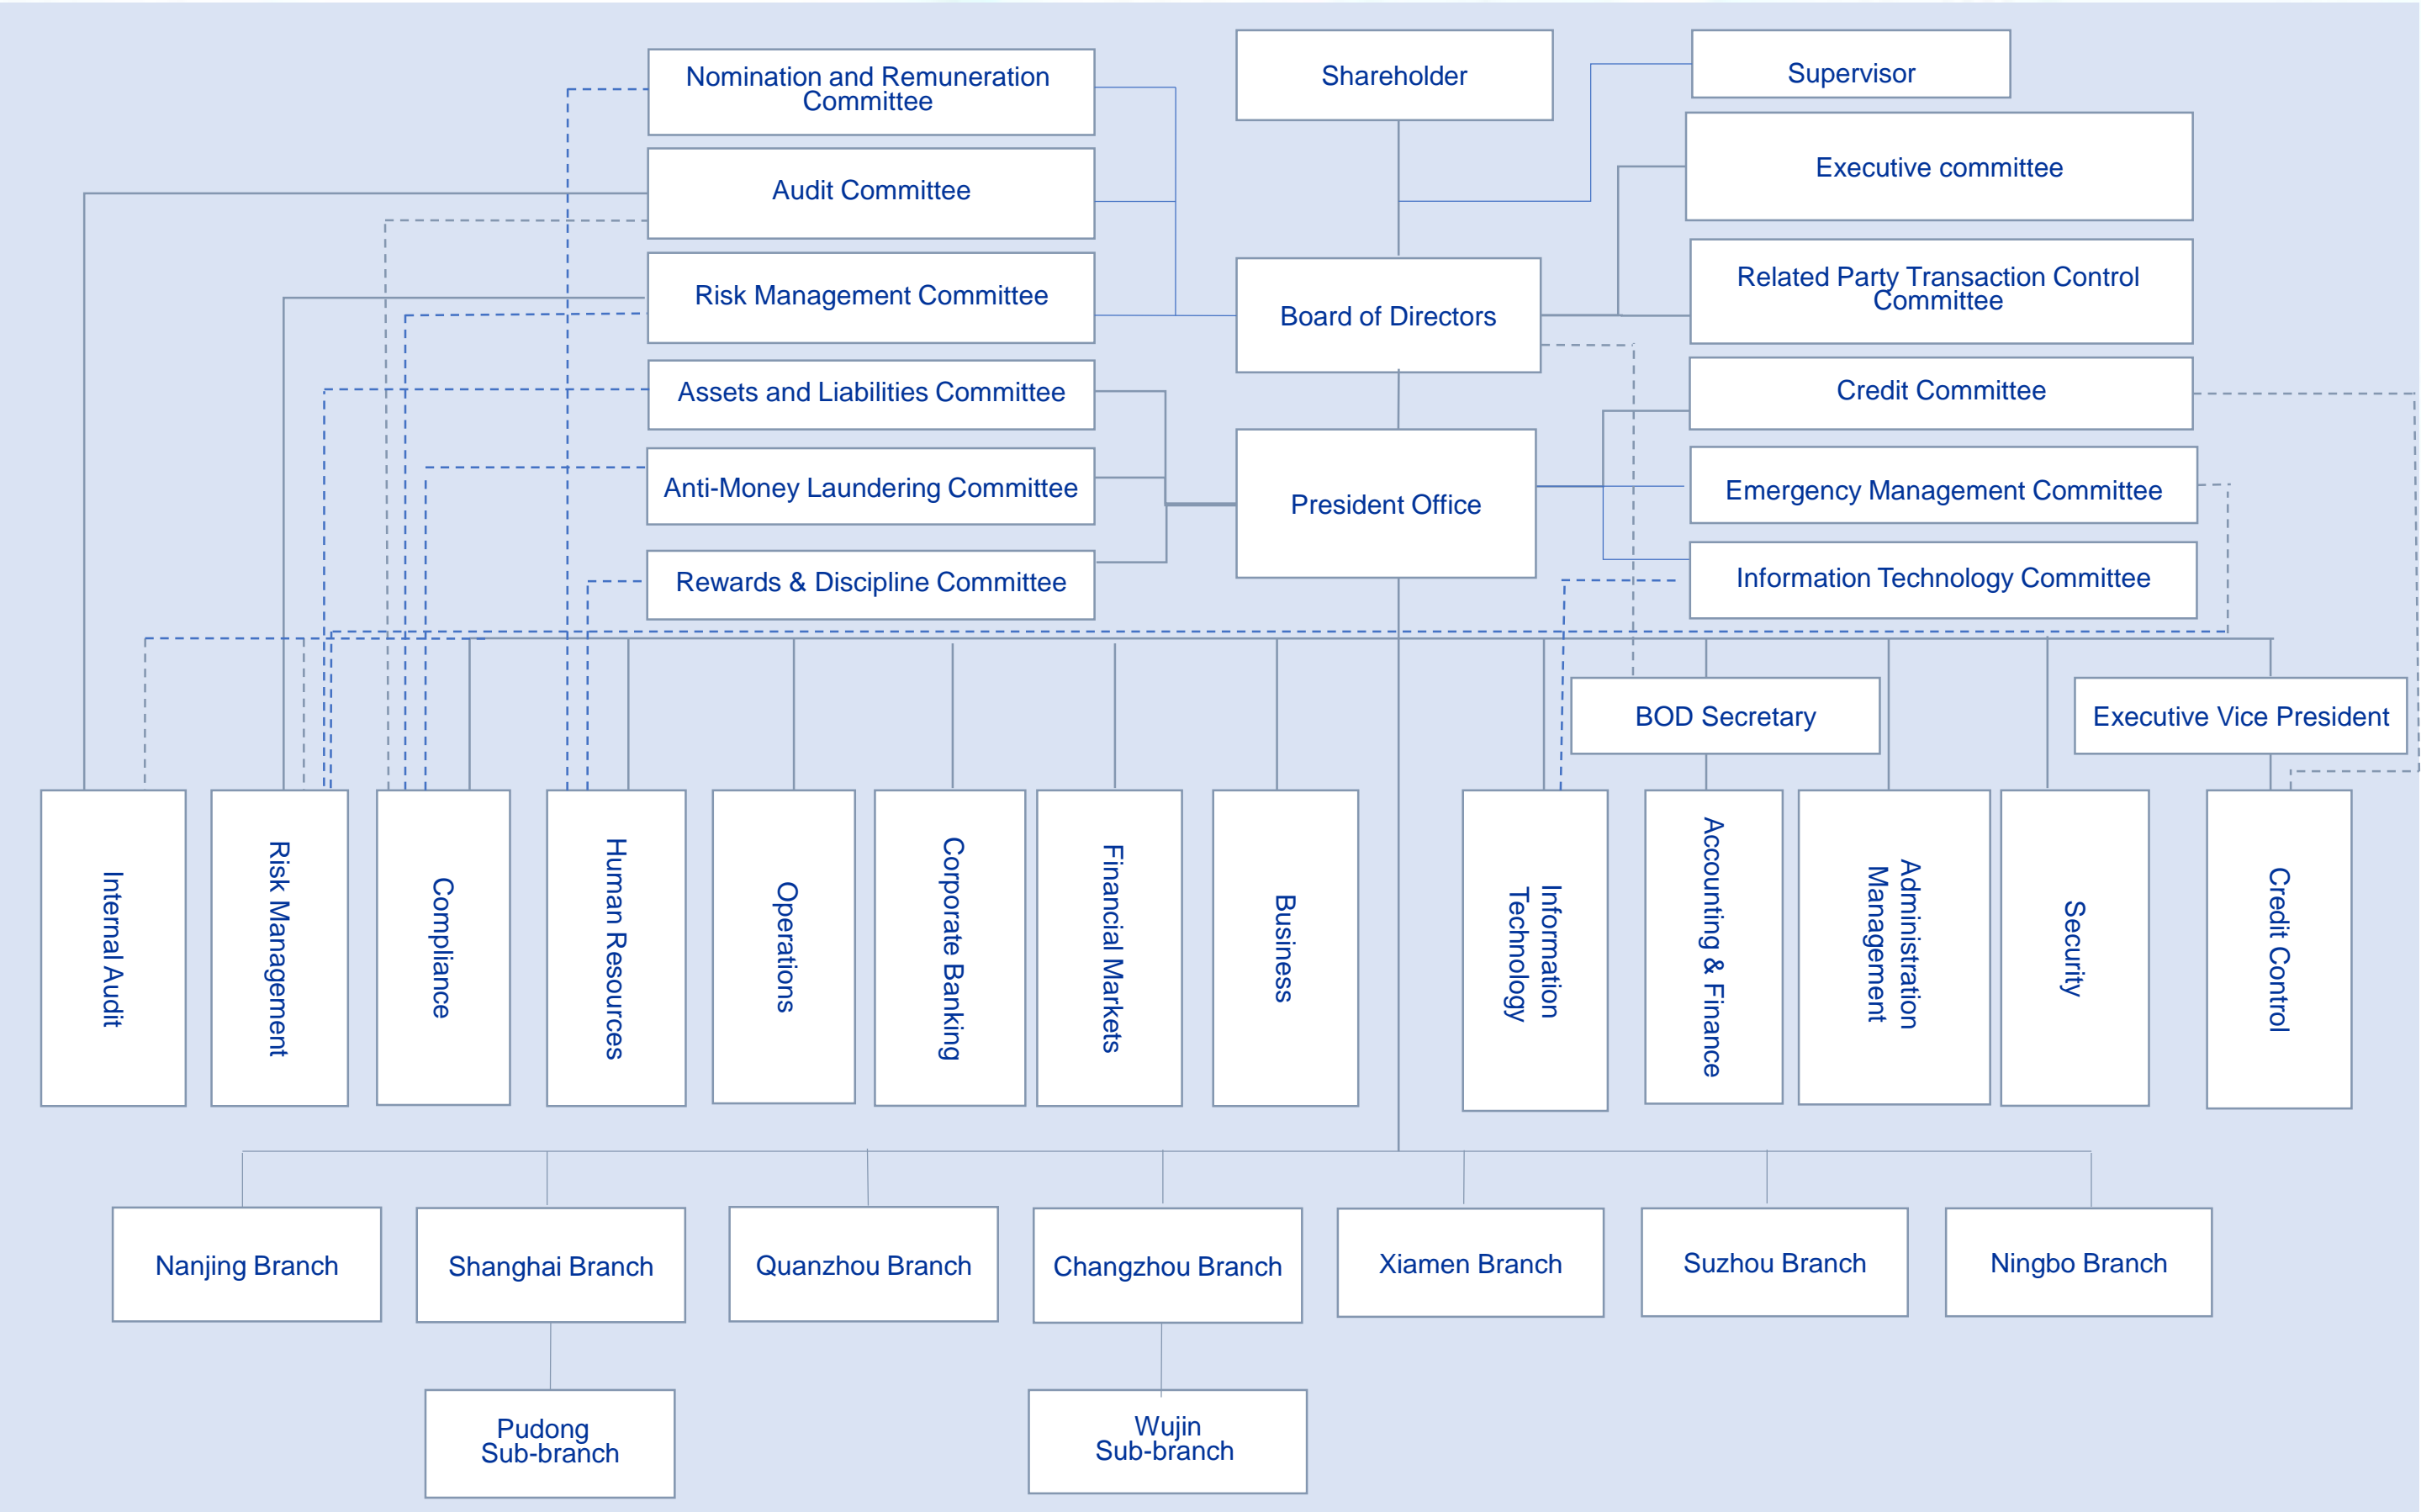 Nomination and Remuneration
Committee
Shareholder
Supervisor
Audit Committee
Executive committee
Risk Management Committee
Board of Directors
Related Party Transaction Control
Committee
Assets and Liabilities Committee
Credit Committee
Anti-Money Laundering Committee
President Office
Emergency Management Committee
Rewards & Discipline Committee
Information Technology Committee
BOD Secretary
Executive Vice President
Internal Audit
Risk Management
Compliance
Human Resources
Operations
Corporate Banking
Financial Markets
Business
Information
Technology
Accounting & Finance
Administration
Management
Security
Credit Control
Nanjing Branch
Shanghai Branch
Quanzhou Branch
Changzhou Branch
Xiamen Branch
Suzhou Branch
Ningbo Branch
Pudong
Sub-branch
Wujin
Sub-branch